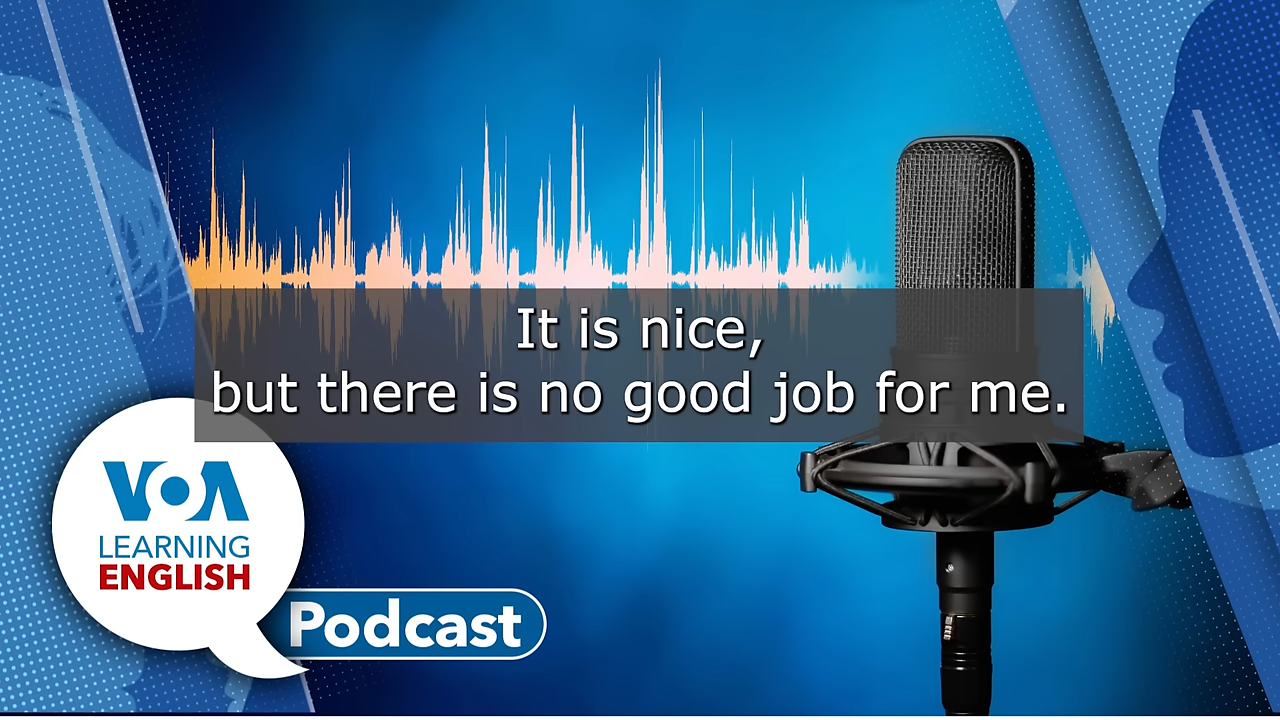 It is nice,
but there is no good job for me.
VOA
LEARNING
ENGLISH
Podcast